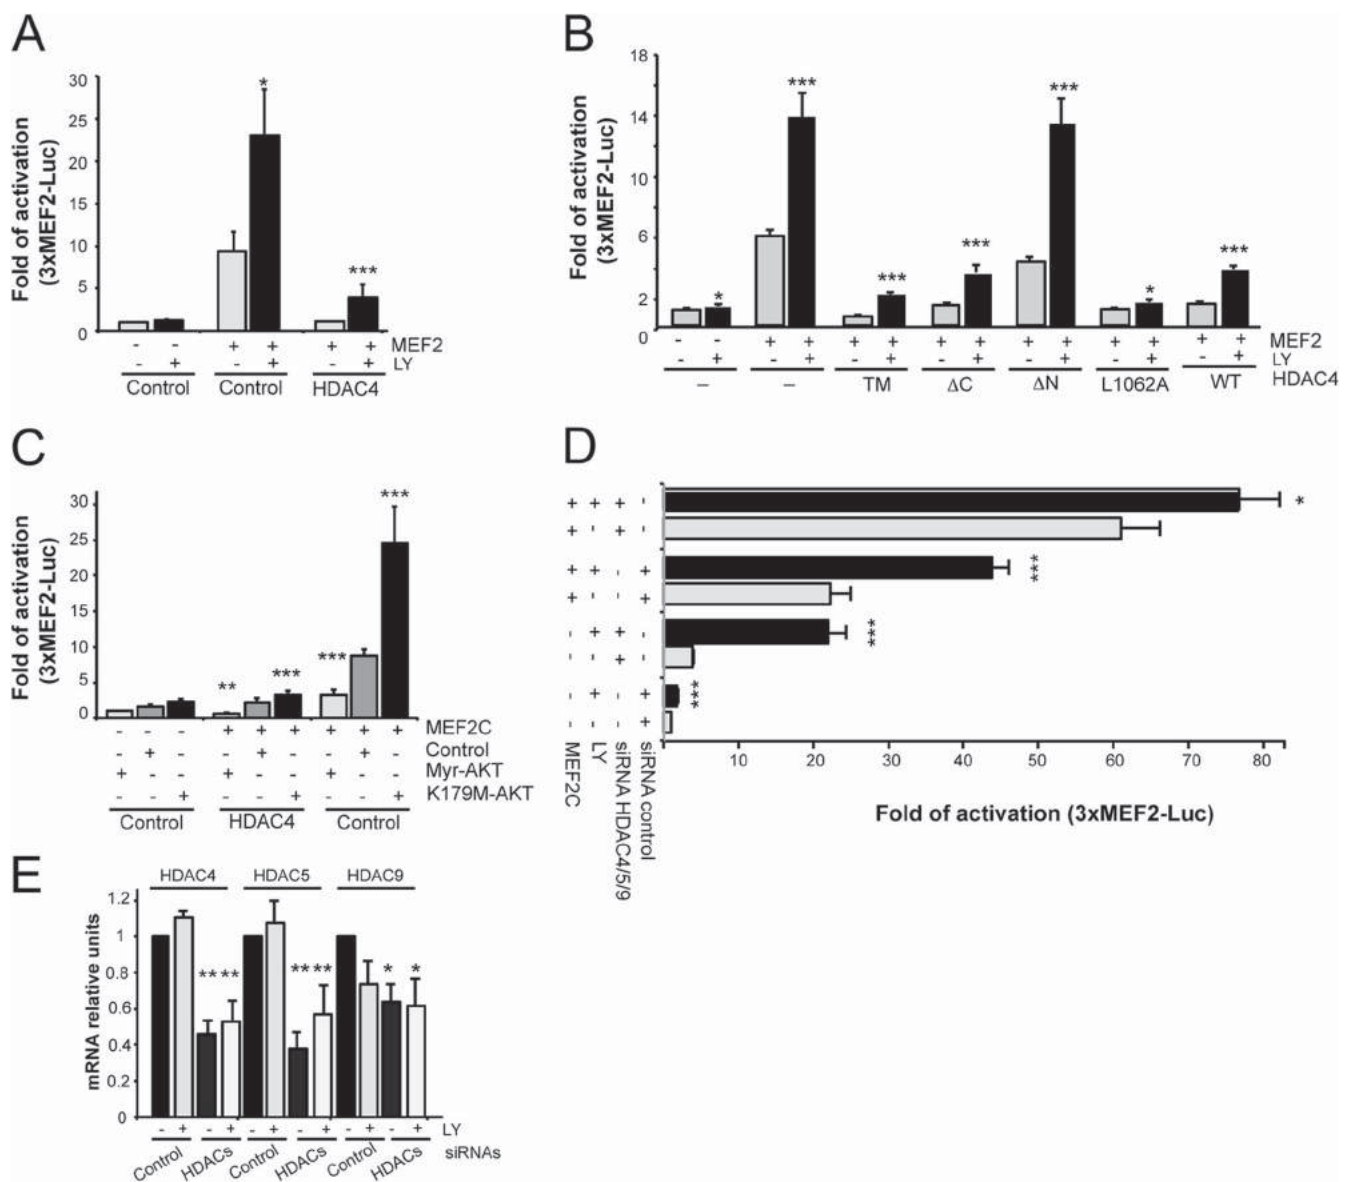 A
Fold of activation
(3xMEF2-Luc)
30
25
20
15
10
5
0
*
***
- - + + + + MEF2
- + - + - + LY
Control Control HDAC4
B
Fold of activation
(3xMEF2-Luc)
18
14
10
6
2
0
* *** *** *** *** * ***
- - + + + + + + + + + + + + MEF2
- + - + - + - + - + - + - + LY
– – TM ΔC ΔN L1062A WT HDAC4
C
Fold of activation
(3xMEF2-Luc)
30
25
20
15
10
5
0
** *** *** ***
- - - + + + + + + MEF2C
- + - - + - - + - Control
+ - - + - - + - - Myr-AKT
- - + - - + - - + K179M-AKT
Control HDAC4 Control
D
+ + + - *
+ - + -
+ + - + ***
+ - - +
- + + - ***
- - + -
- + - + ***
- - - +
MEF2C
LY
siRNA HDAC4/5/9
siRNA control
10 20 30 40 50 60 70 80
Fold of activation (3xMEF2-Luc)
E
HDAC4 HDAC5 HDAC9
mRNA relative units
1.2
1
0.8
0.6
0.4
0.2
0
** ** ** ** * *
- + - + - + - + - + - + LY
Control HDACs Control HDACs Control HDACs siRNAs